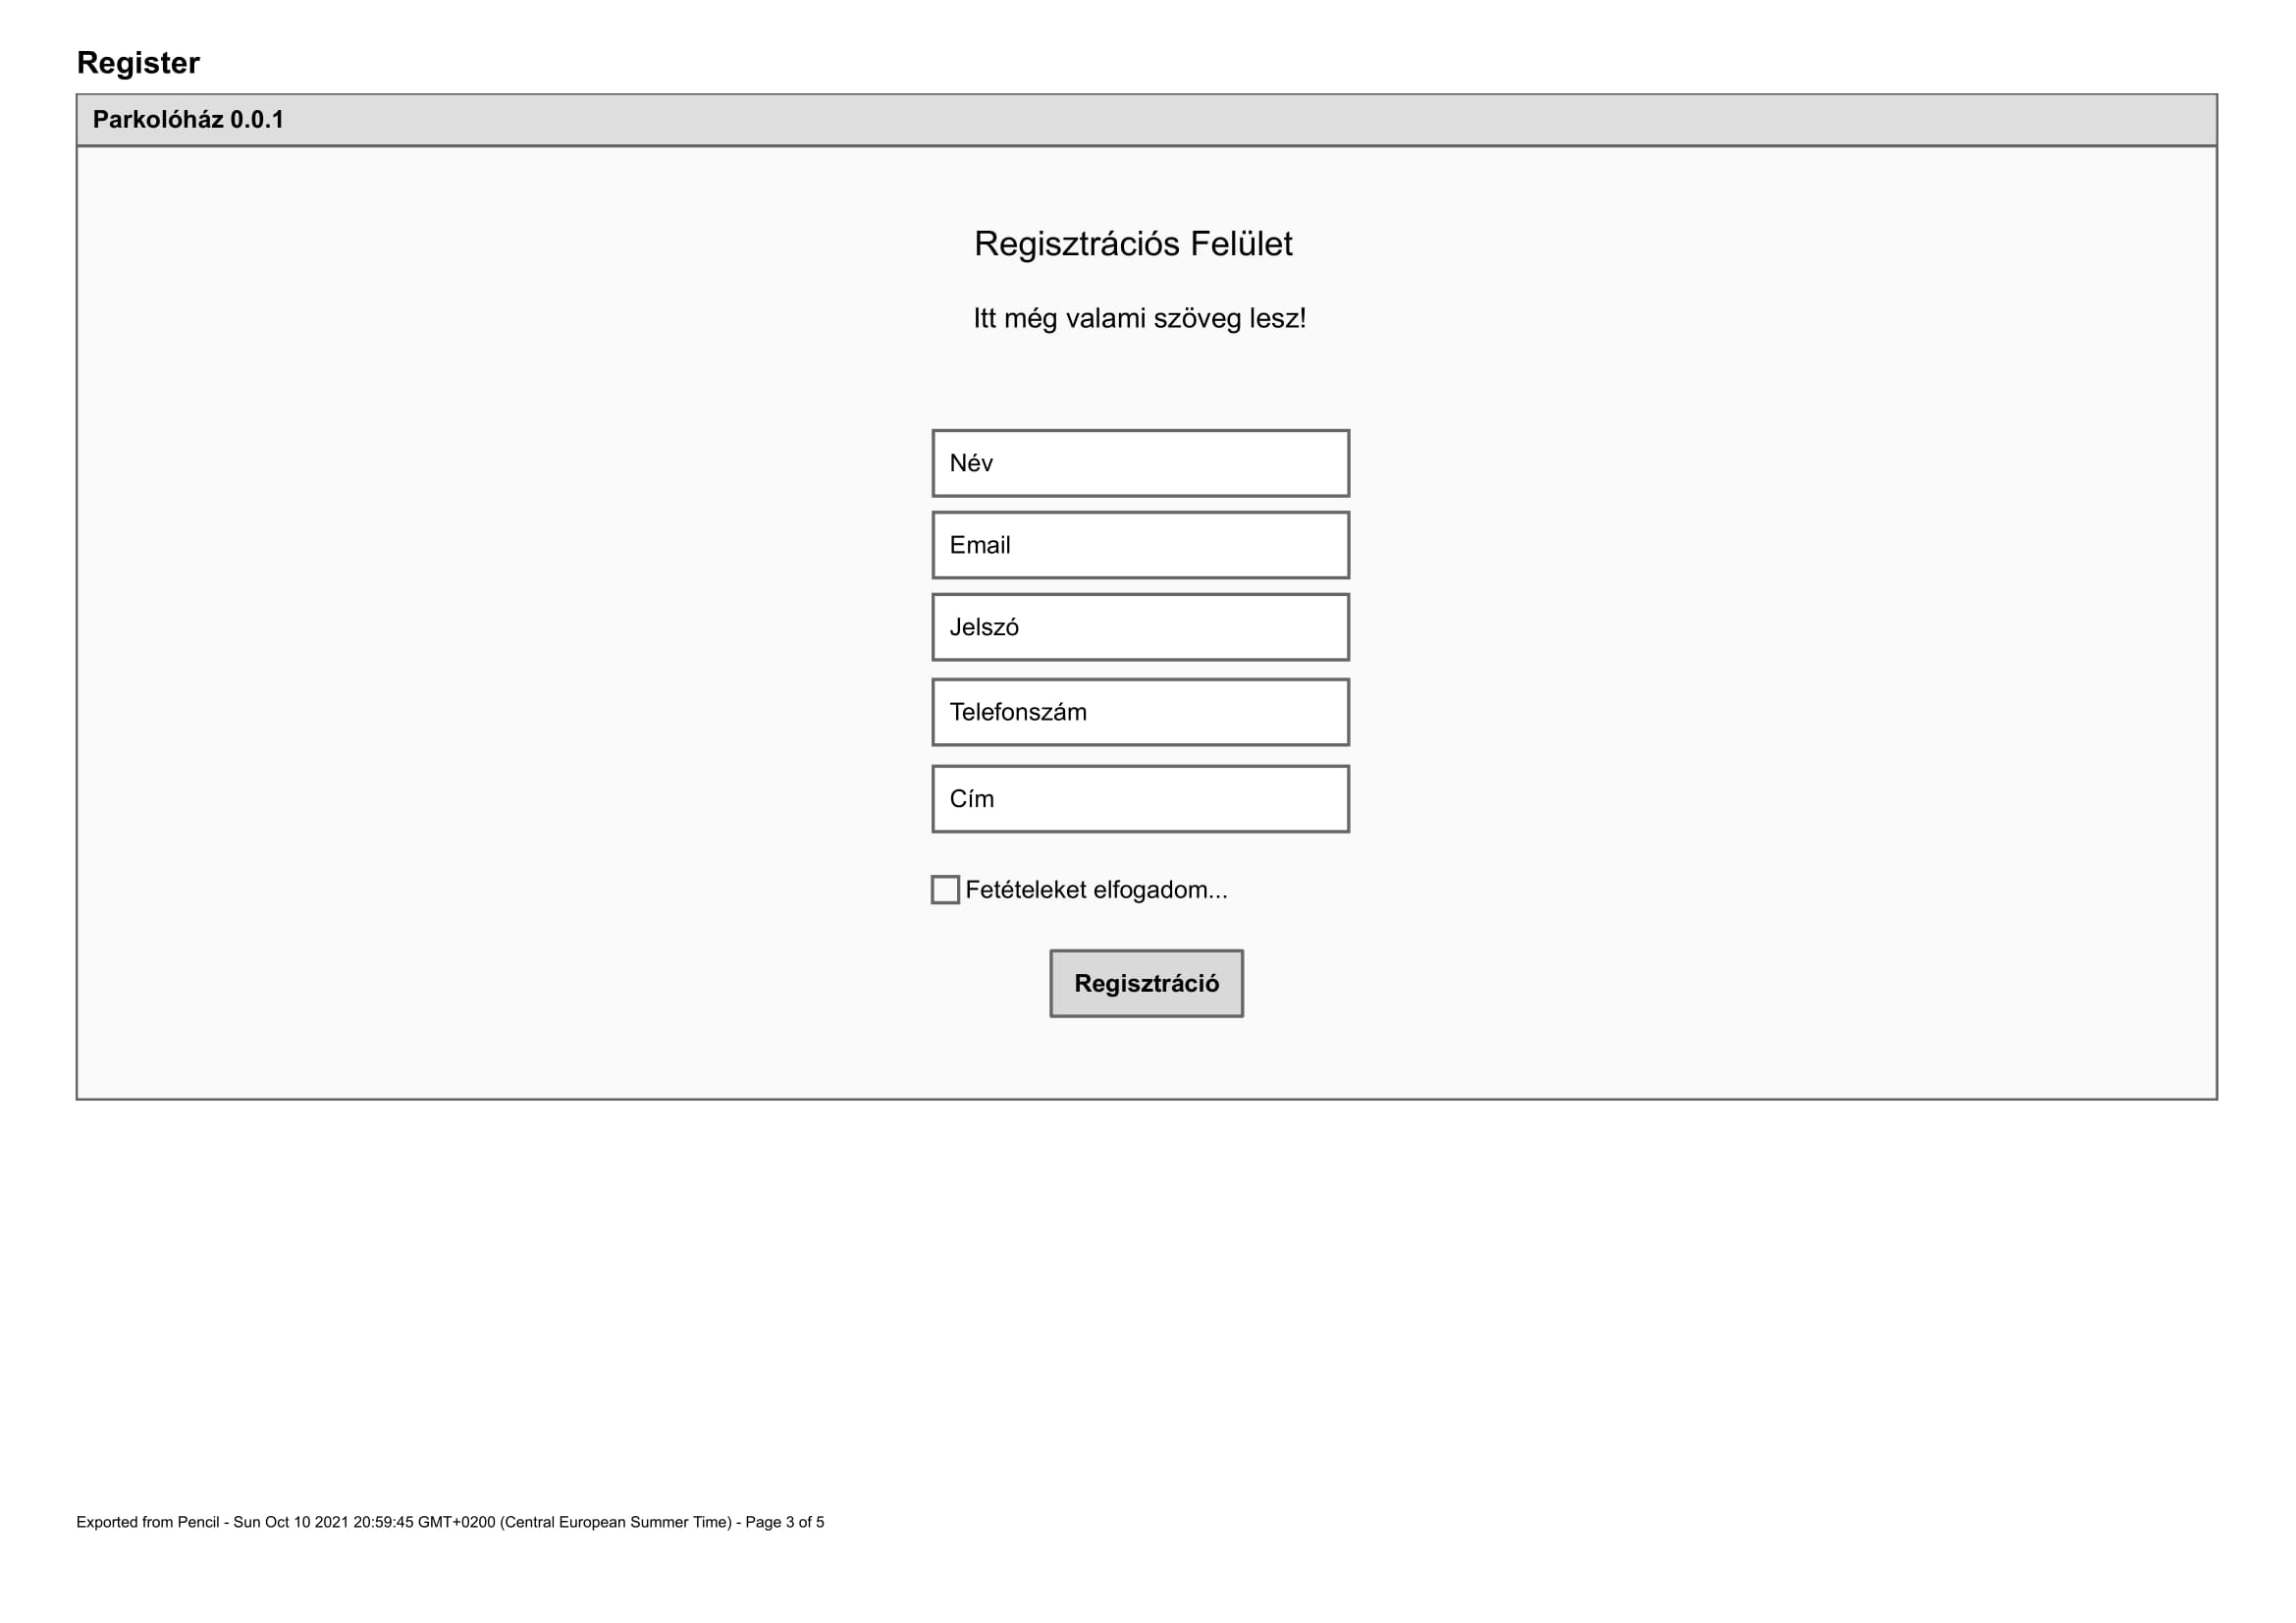 Register
Parkolóház 0.0.1
Regisztrációs Felület
Itt még valami szöveg lesz!
Név
Email
Jelszó
Telefonszám
Cím
Fetételeket elfogadom...
Regisztráció
Exported from Pencil - Sun Oct 10 2021 20:59:45 GMT+0200 (Central European Summer Time) - Page 3 of 5